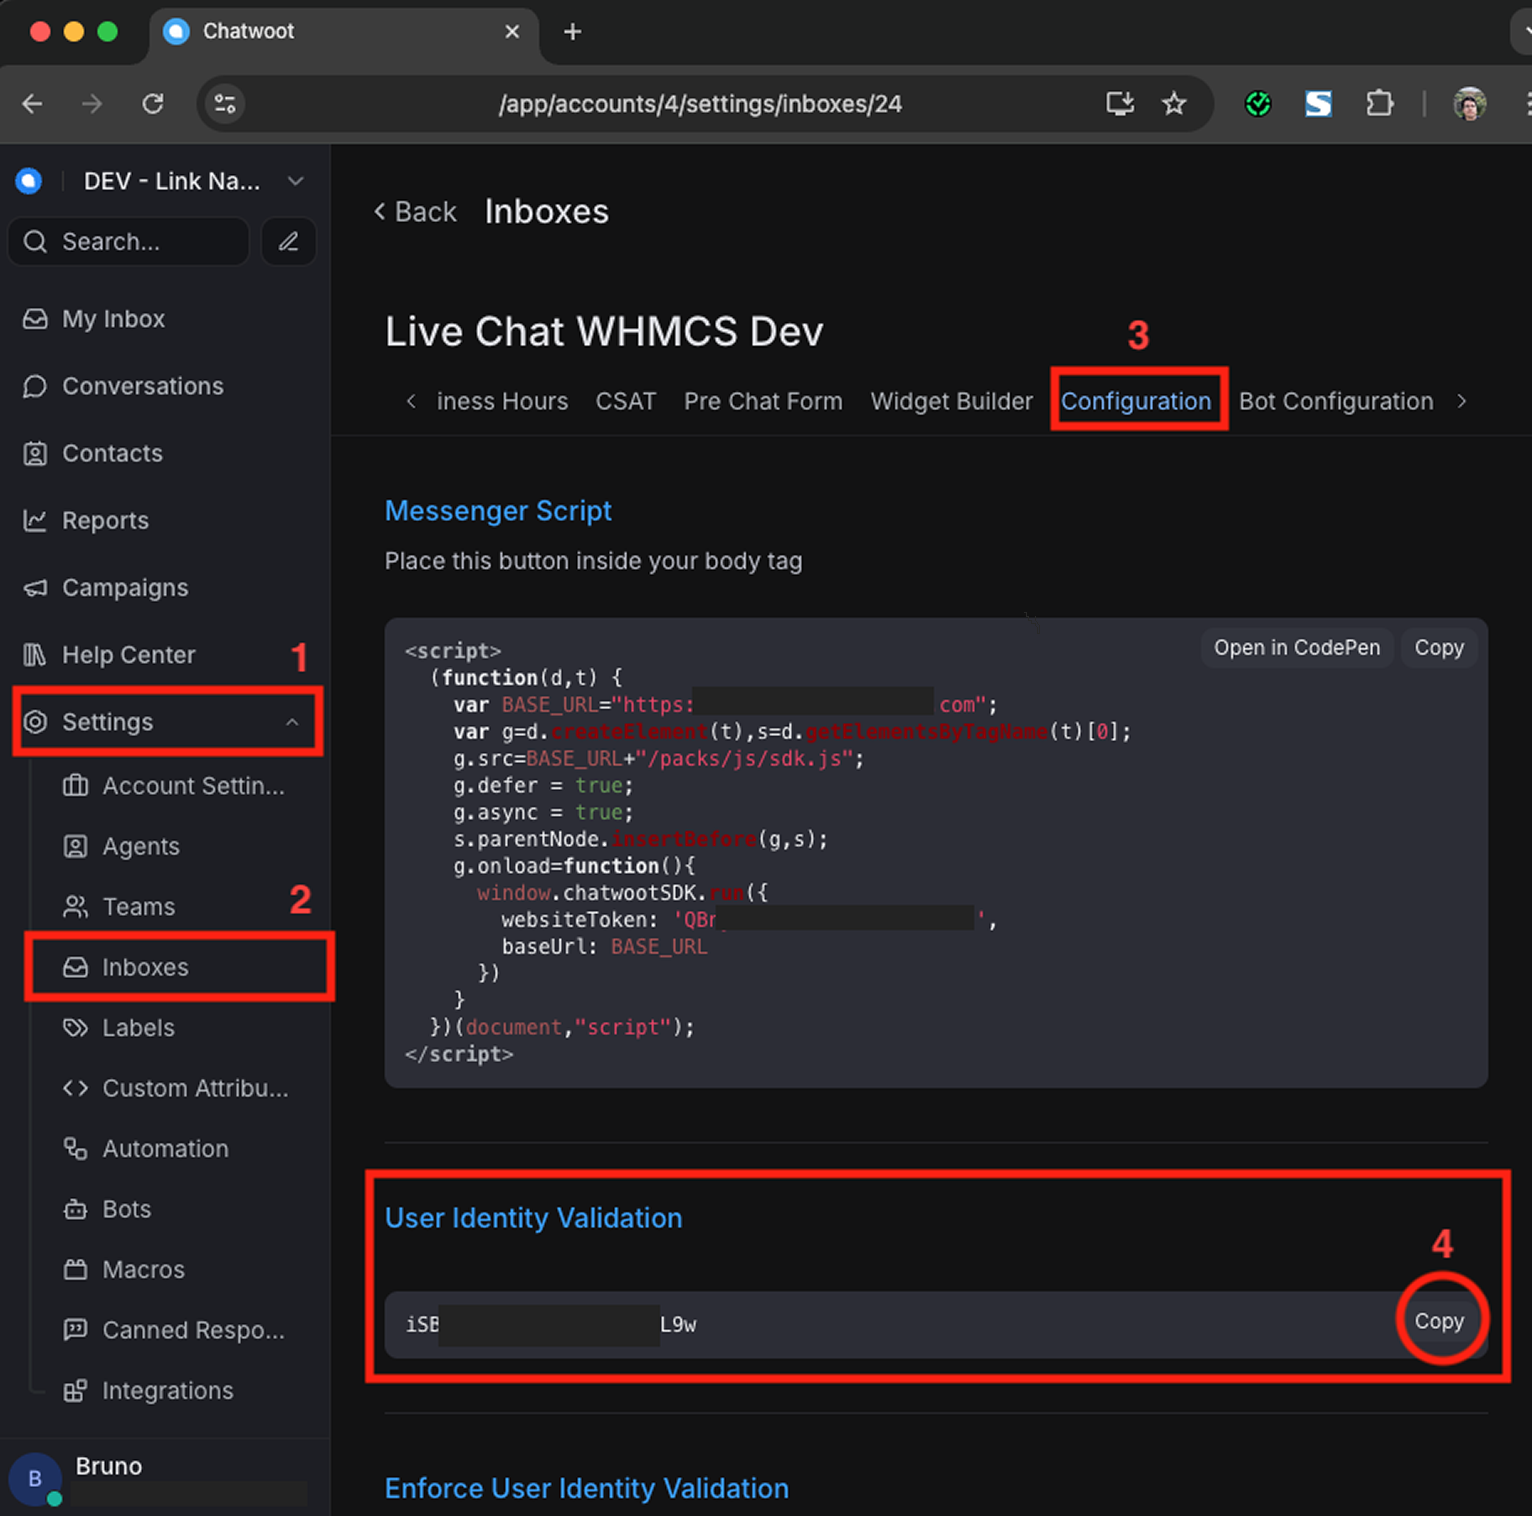 Chatwoot
/app/accounts/4/settings/inboxes/24
DEV - Link Na...
Search...
My Inbox
Conversations
Contacts
Reports
Campaigns
Help Center
1
Settings
Account Settin...
Agents
Teams
2
Inboxes
Labels
Custom Attribu...
Automation
Bots
Macros
Canned Respo...
Integrations
B
Bruno
Back Inboxes
Live Chat WHMCS Dev
3
iness Hours CSAT Pre Chat Form Widget Builder Configuration Bot Configuration
Messenger Script
Place this button inside your body tag
Open in CodePen Copy
<script>
(function(d,t) {
var BASE_URL="https: com";
var g=d.createElement(t),s=d.getElementsByTagName(t)[0];
g.src=BASE_URL+"/packs/js/sdk.js";
g.defer = true;
g.async = true;
s.parentNode.insertBefore(g,s);
g.onload=function(){
window.chatwootSDK.run({
websiteToken: 'QBr ',
baseUrl: BASE_URL
})
}
})(document,"script");
</script>
User Identity Validation
4
iSB L9w
Copy
Enforce User Identity Validation